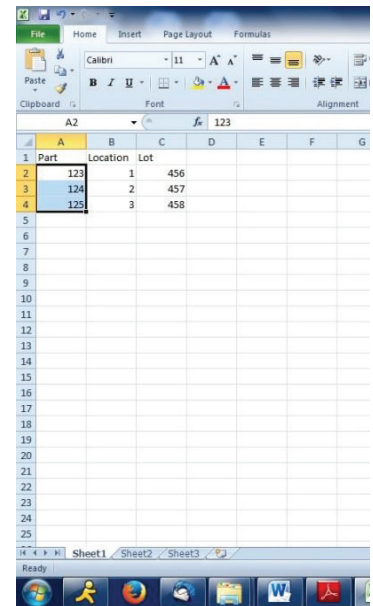 File Home Insert Page Layout Formulas
Calibri 11 A A
Paste B I U A
Clipboard Font Alignment
A2 fx 123
A B C D E F G
1 Part Location Lot
2 123 1 456
3 124 2 457
4 125 3 458
5
6
7
8
9
10
11
12
13
14
15
16
17
18
19
20
21
22
23
24
25
Sheet1 Sheet2 Sheet3
Ready
W